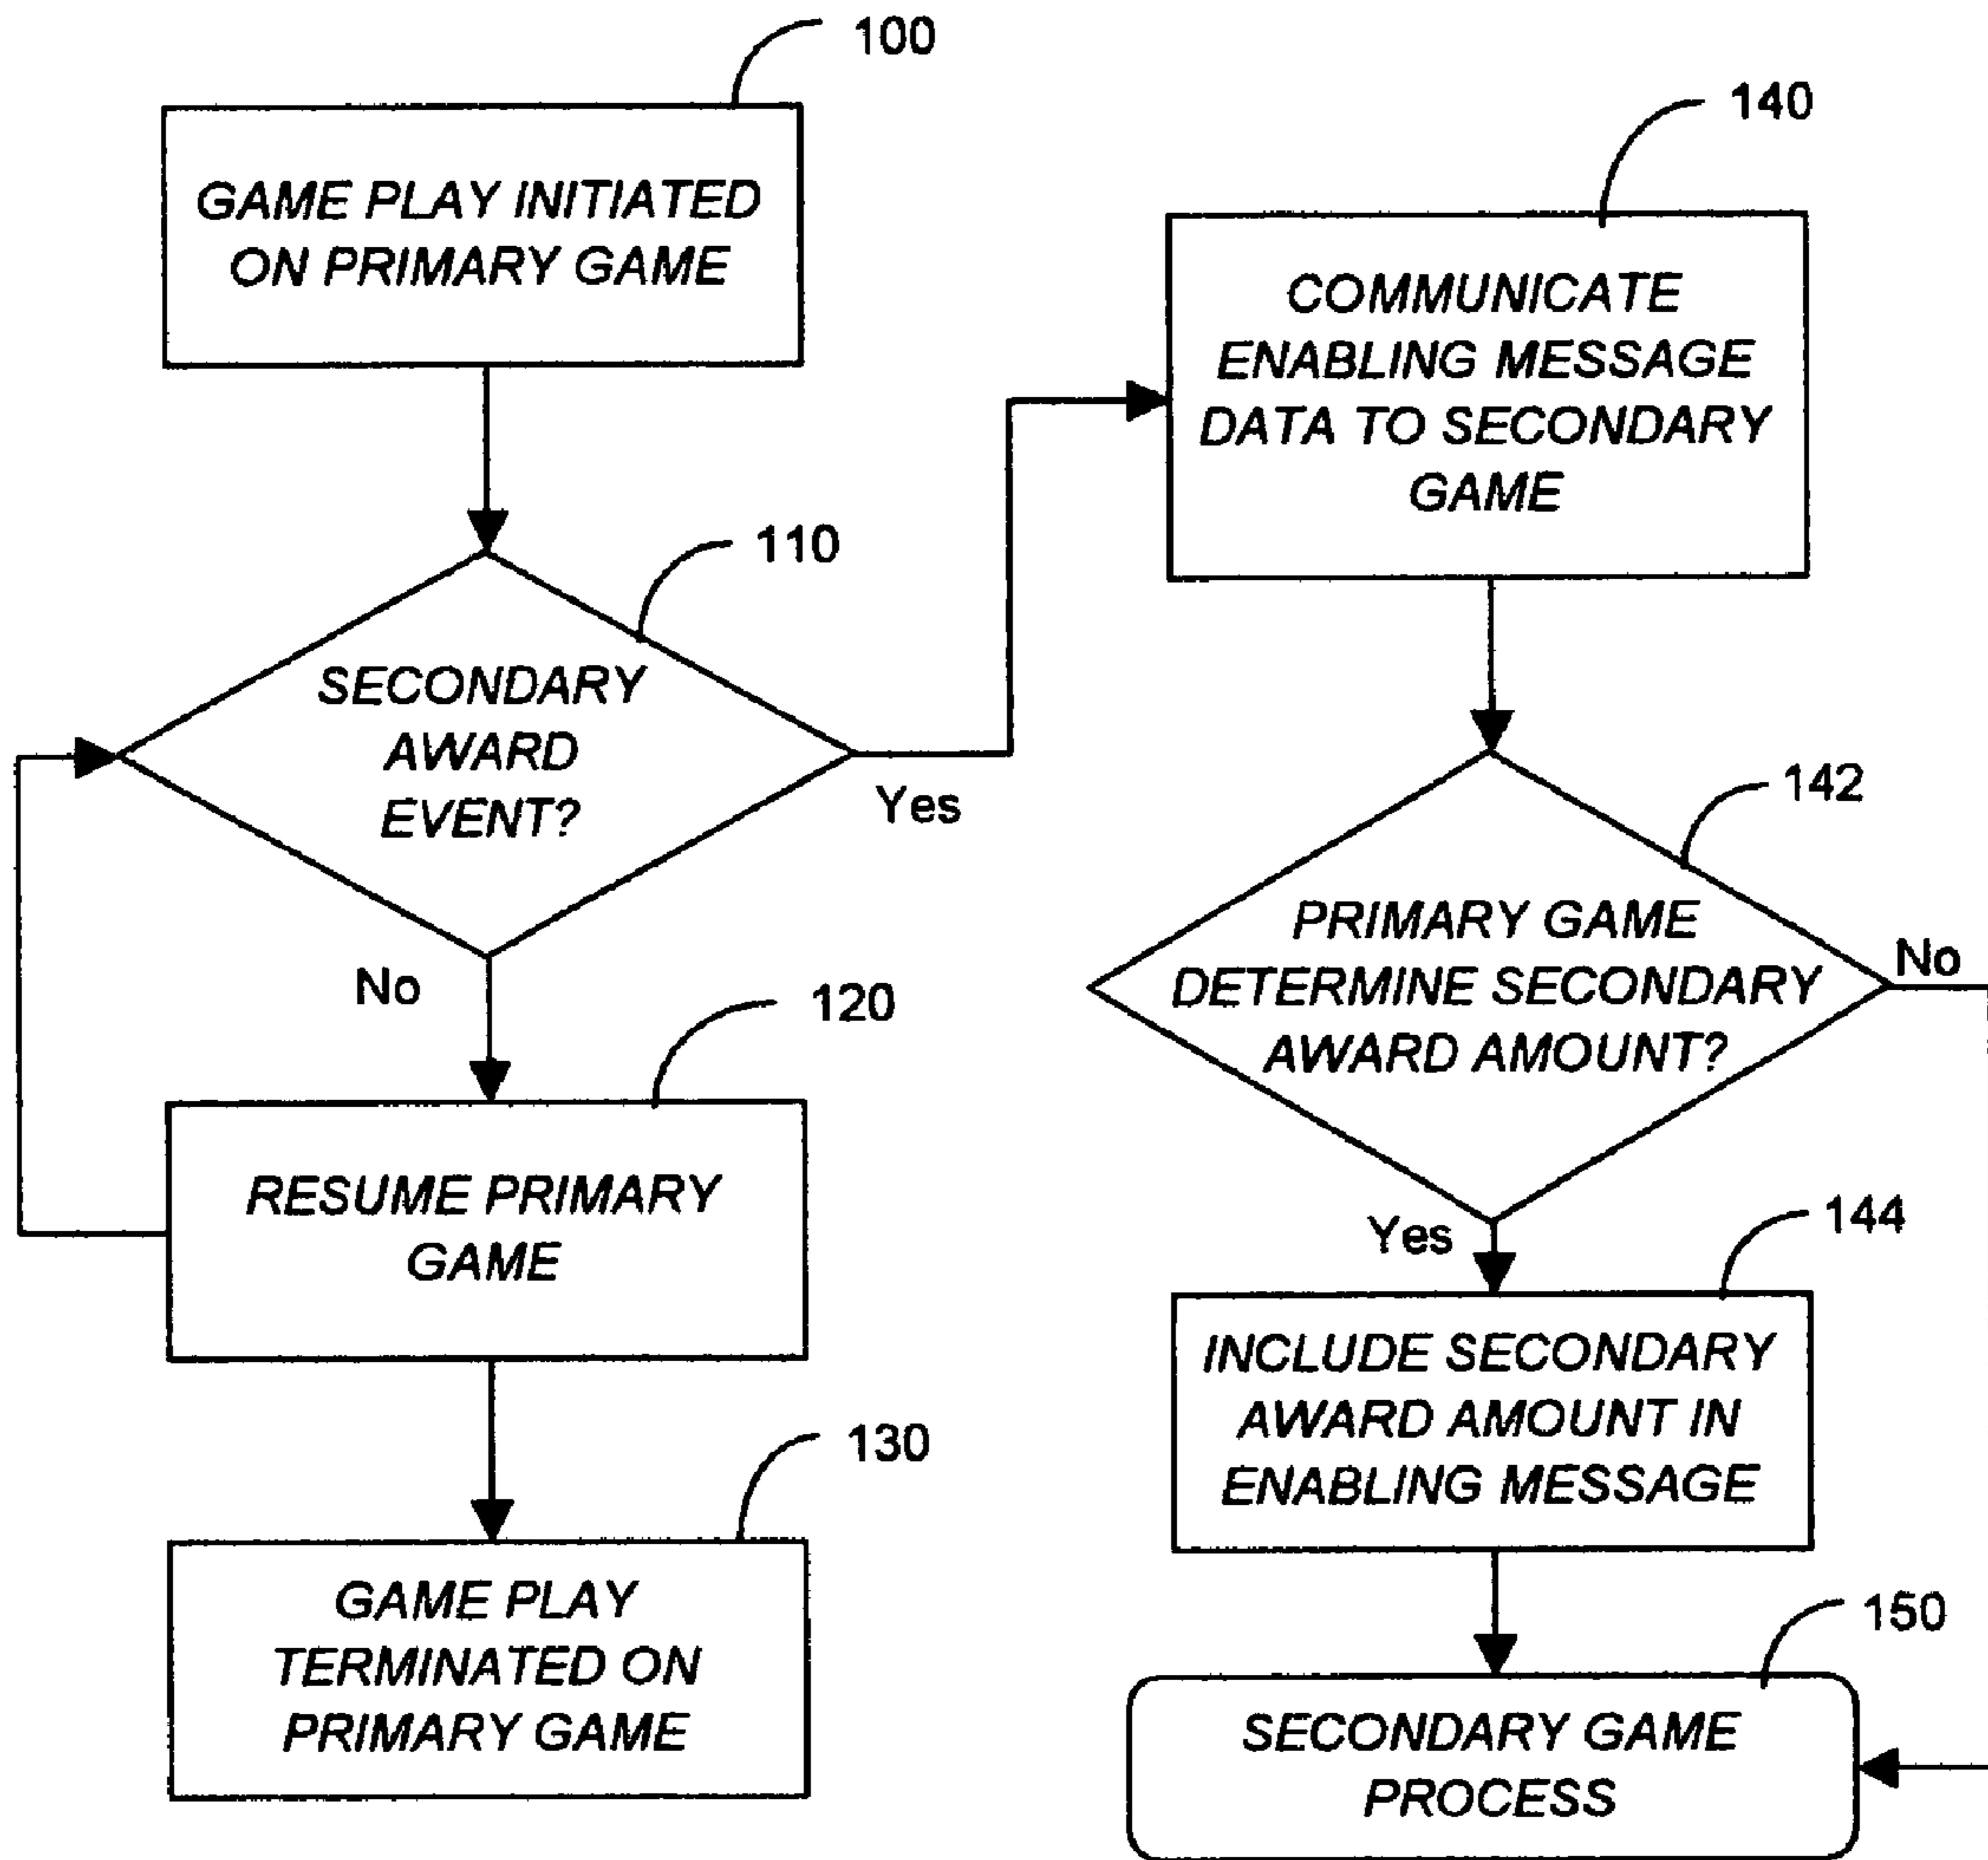 100
GAME PLAY INITIATED
ON PRIMARY GAME
110
SECONDARY
AWARD
EVENT?
Yes
No
120
RESUME PRIMARY
GAME
130
GAME PLAY
TERMINATED ON
PRIMARY GAME
140
COMMUNICATE
ENABLING MESSAGE
DATA TO SECONDARY
GAME
142
PRIMARY GAME
DETERMINE SECONDARY
AWARD AMOUNT?
No
Yes
144
INCLUDE SECONDARY
AWARD AMOUNT IN
ENABLING MESSAGE
150
SECONDARY GAME
PROCESS